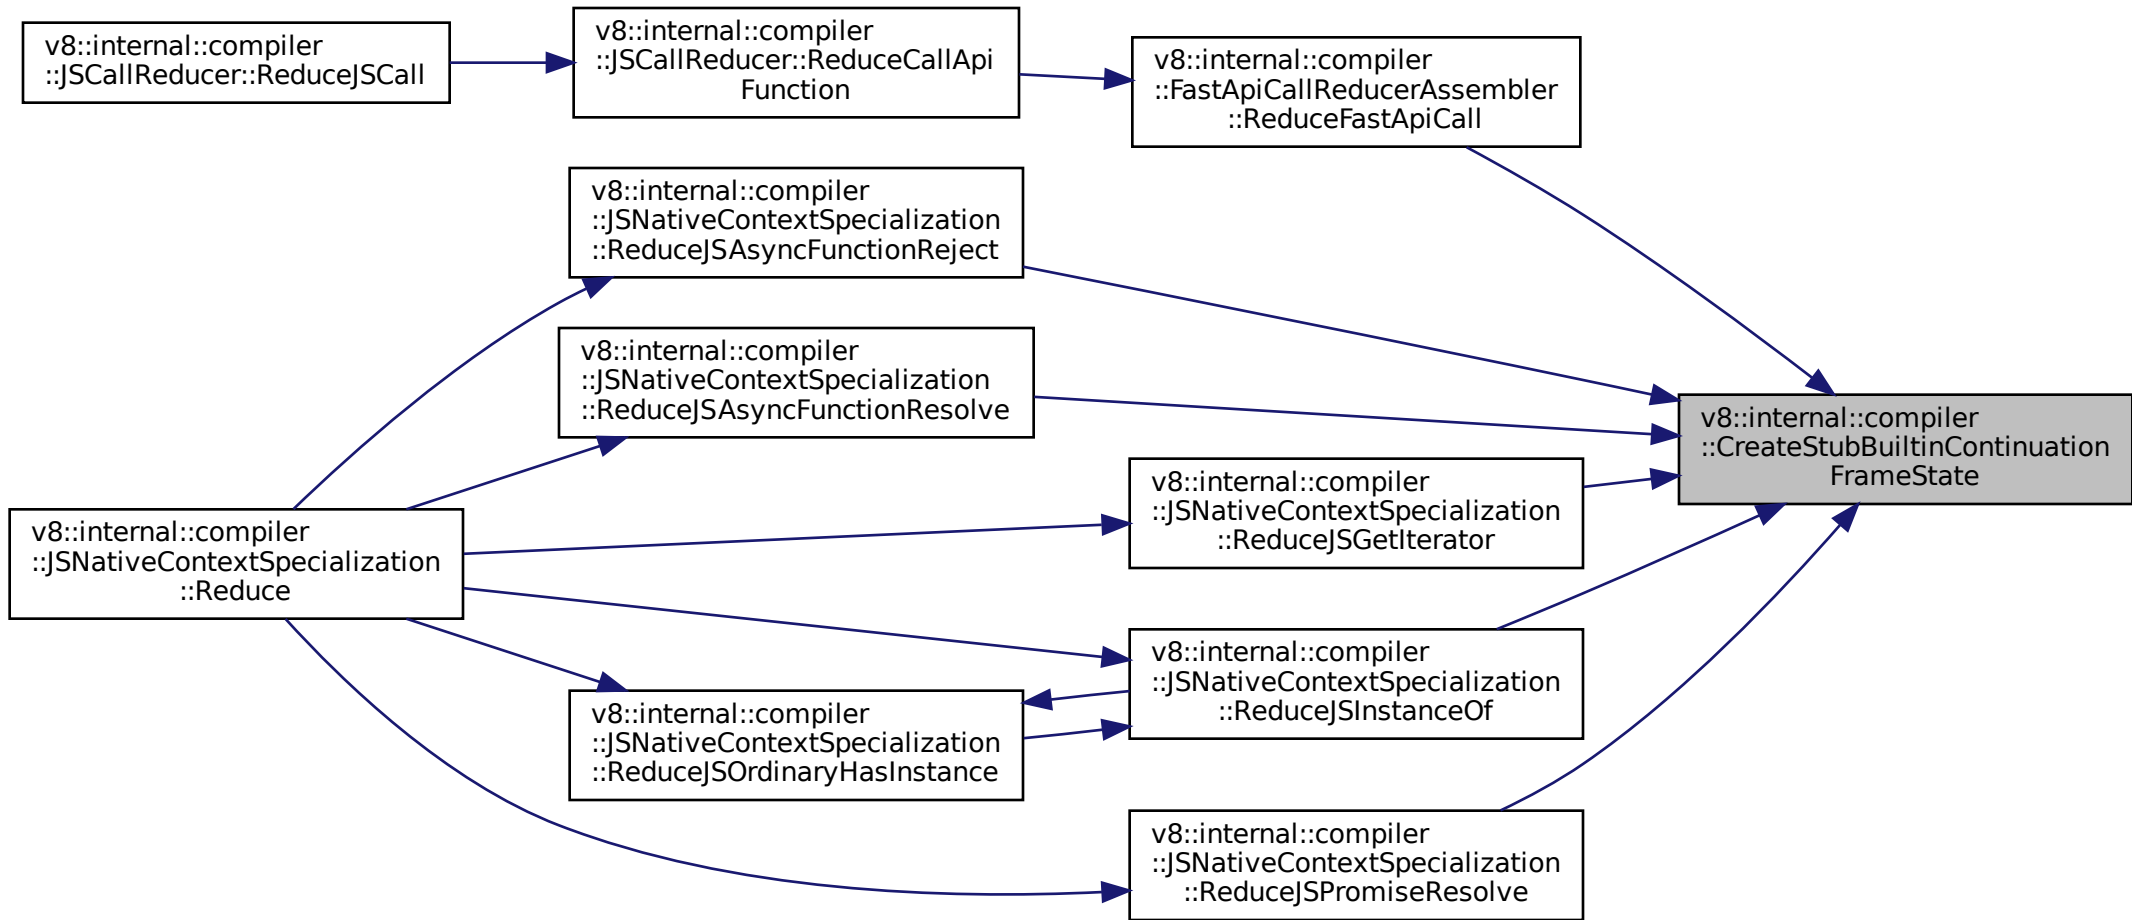 v8::internal::compiler
::JSCallReducer::ReduceJSCall
v8::internal::compiler
::JSCallReducer::ReduceCallApi
Function
v8::internal::compiler
::FastApiCallReducerAssembler
::ReduceFastApiCall
v8::internal::compiler
::JSNativeContextSpecialization
::ReduceJSAsyncFunctionReject
v8::internal::compiler
::JSNativeContextSpecialization
::ReduceJSAsyncFunctionResolve
v8::internal::compiler
::CreateStubBuiltinContinuation
FrameState
v8::internal::compiler
::JSNativeContextSpecialization
::ReduceJSGetIterator
v8::internal::compiler
::JSNativeContextSpecialization
::Reduce
v8::internal::compiler
::JSNativeContextSpecialization
::ReduceJSInstanceOf
v8::internal::compiler
::JSNativeContextSpecialization
::ReduceJSOrdinaryHasInstance
v8::internal::compiler
::JSNativeContextSpecialization
::ReduceJSPromiseResolve